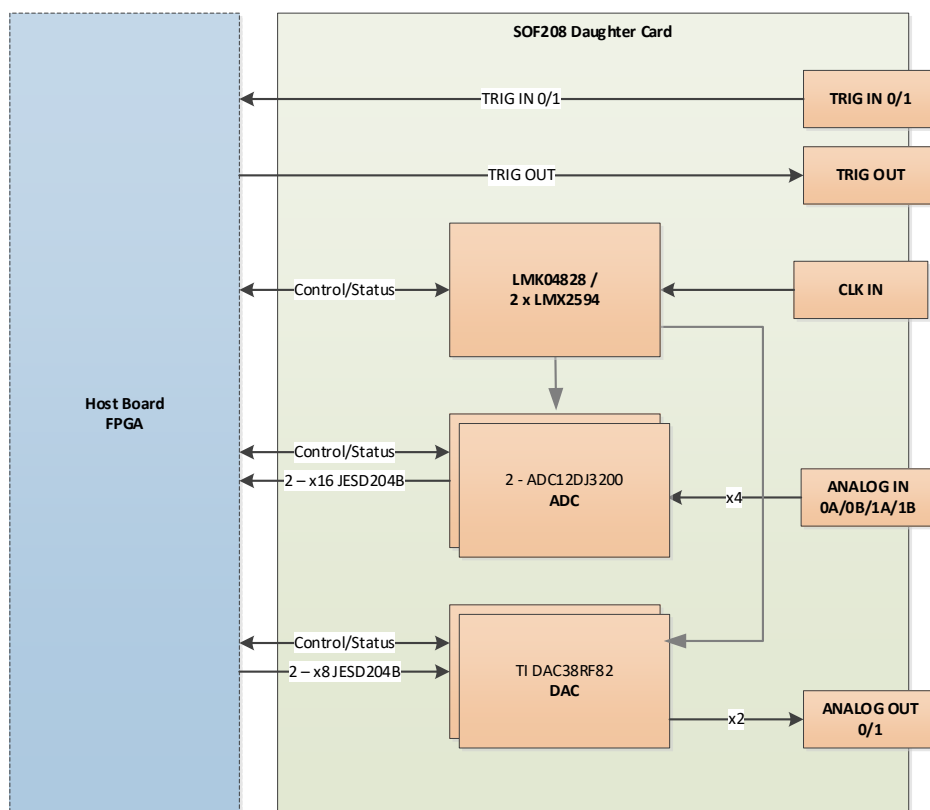 SOF208 Daughter Card
TRIG IN 0/1
TRIG IN 0/1
TRIG OUT
TRIG OUT
Control/Status
LMK04828 /
2 x LMX2594
CLK IN
Host Board
FPGA
Control/Status
2 – x16 JESD204B
2 - ADC12DJ3200
ADC
x4
ANALOG IN
0A/0B/1A/1B
Control/Status
2 – x8 JESD204B
TI DAC38RF82
DAC
x2
ANALOG OUT
0/1